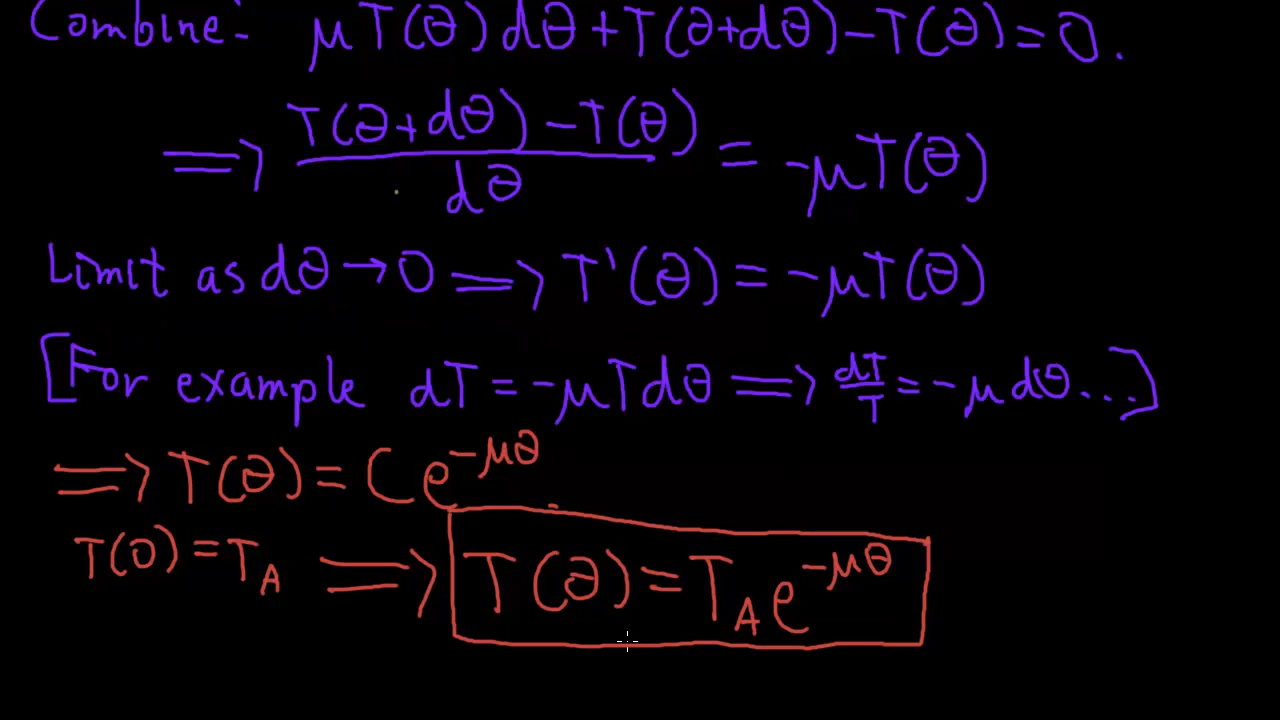 Combine: μT(θ)dθ+T(θ+dθ)-T(θ)=0.
⟹ T(θ+dθ)-T(θ) / dθ = -μT(θ)
Limit as dθ→0 ⟹ T'(θ)=-μT(θ)
[For example dT=-μTdθ ⟹ dT/T=-μdθ...]
⟹ T(θ)=Ce^-μθ
T(0)=T_A ⟹ T(θ)=T_A e^-μθ